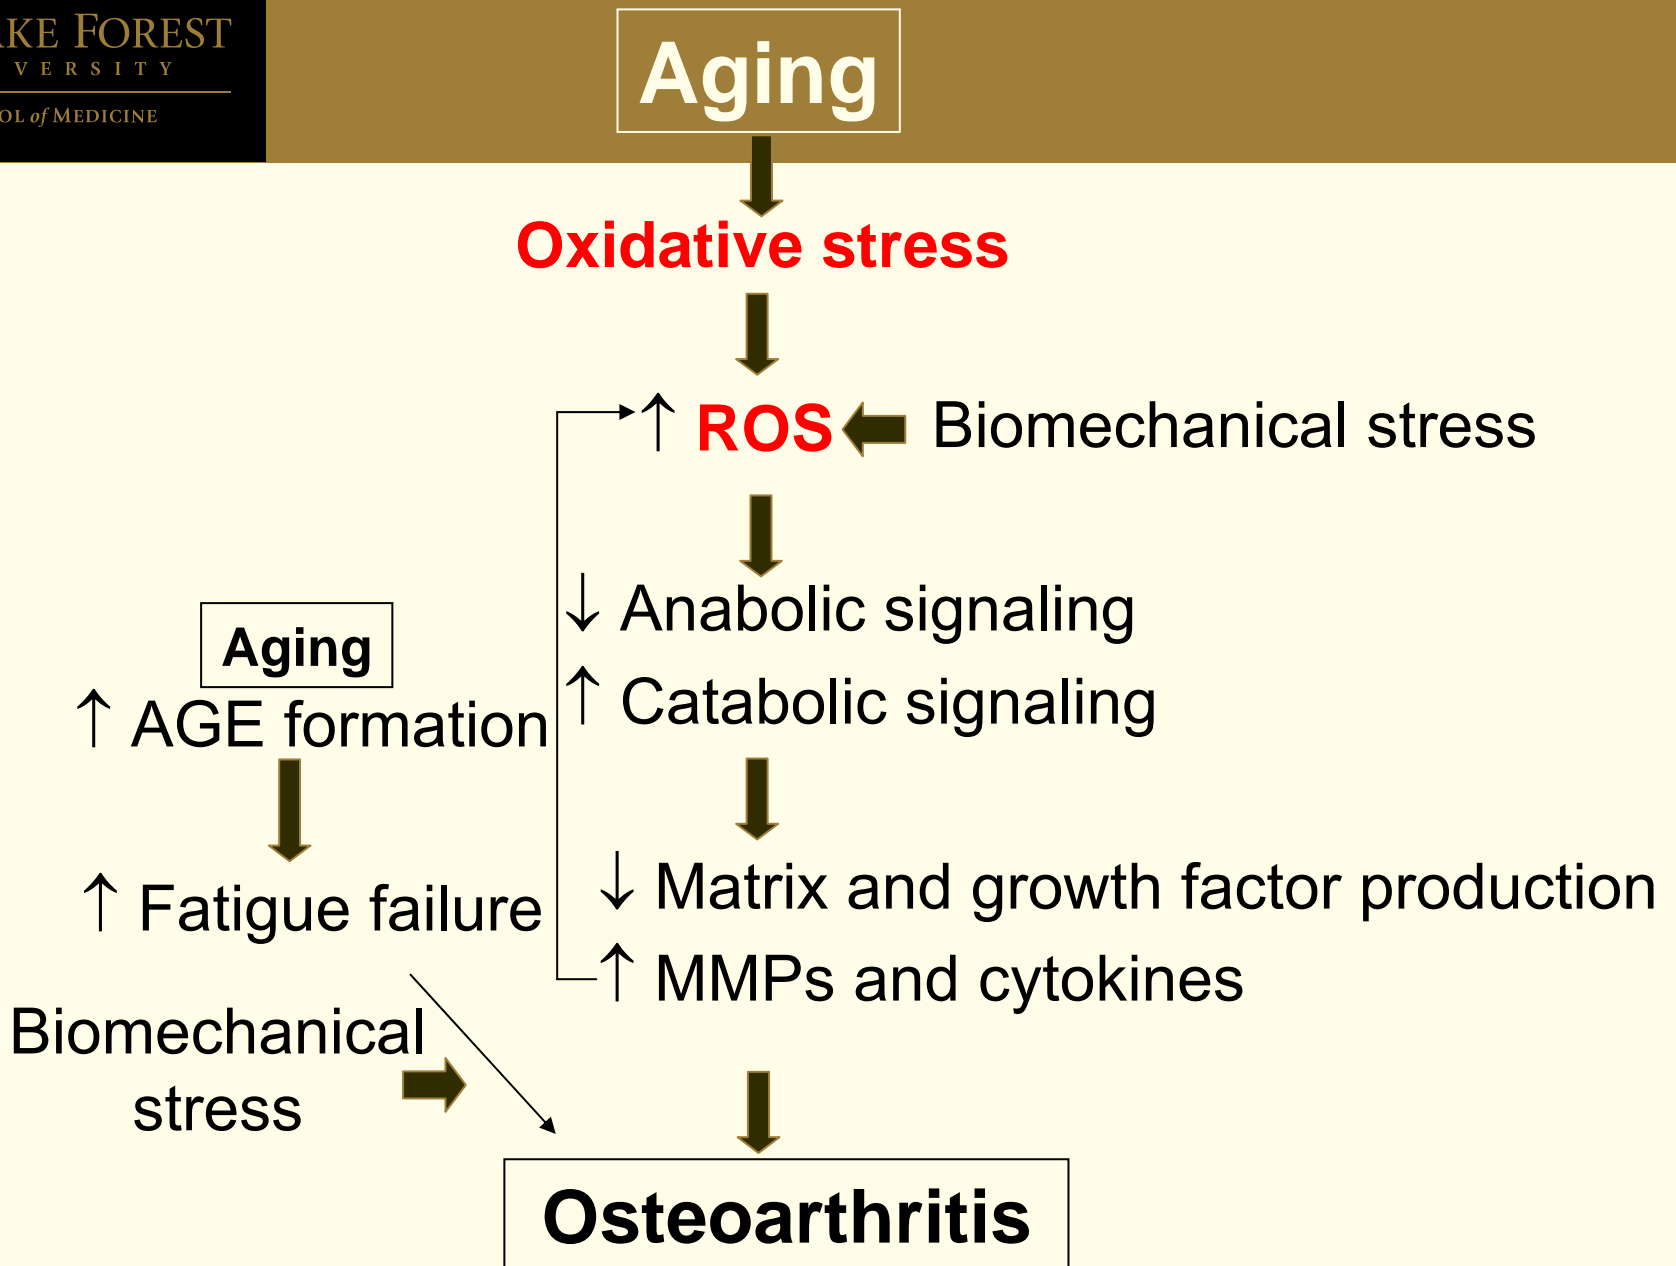 AKE FOREST
VERSITY
OL of MEDICINE
Aging
Oxidative stress
↑ ROS
Biomechanical stress
↓ Anabolic signaling
↑ Catabolic signaling
Aging
↑ AGE formation
↑ Fatigue failure
↓ Matrix and growth factor production
↑ MMPs and cytokines
Biomechanical
stress
Osteoarthritis